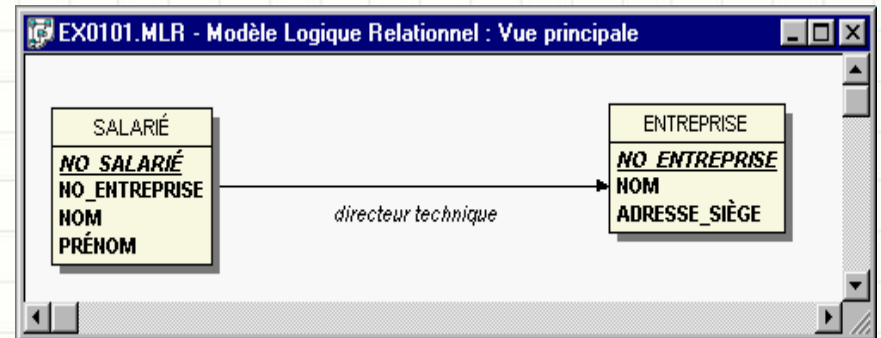 EX0101.MLR - Modèle Logique Relationnel : Vue principale
SALARIÉ
NO_SALARIÉ
NO_ENTREPRISE
NOM
PRÉNOM
directeur technique
ENTREPRISE
NO_ENTREPRISE
NOM
ADRESSE_SIÈGE